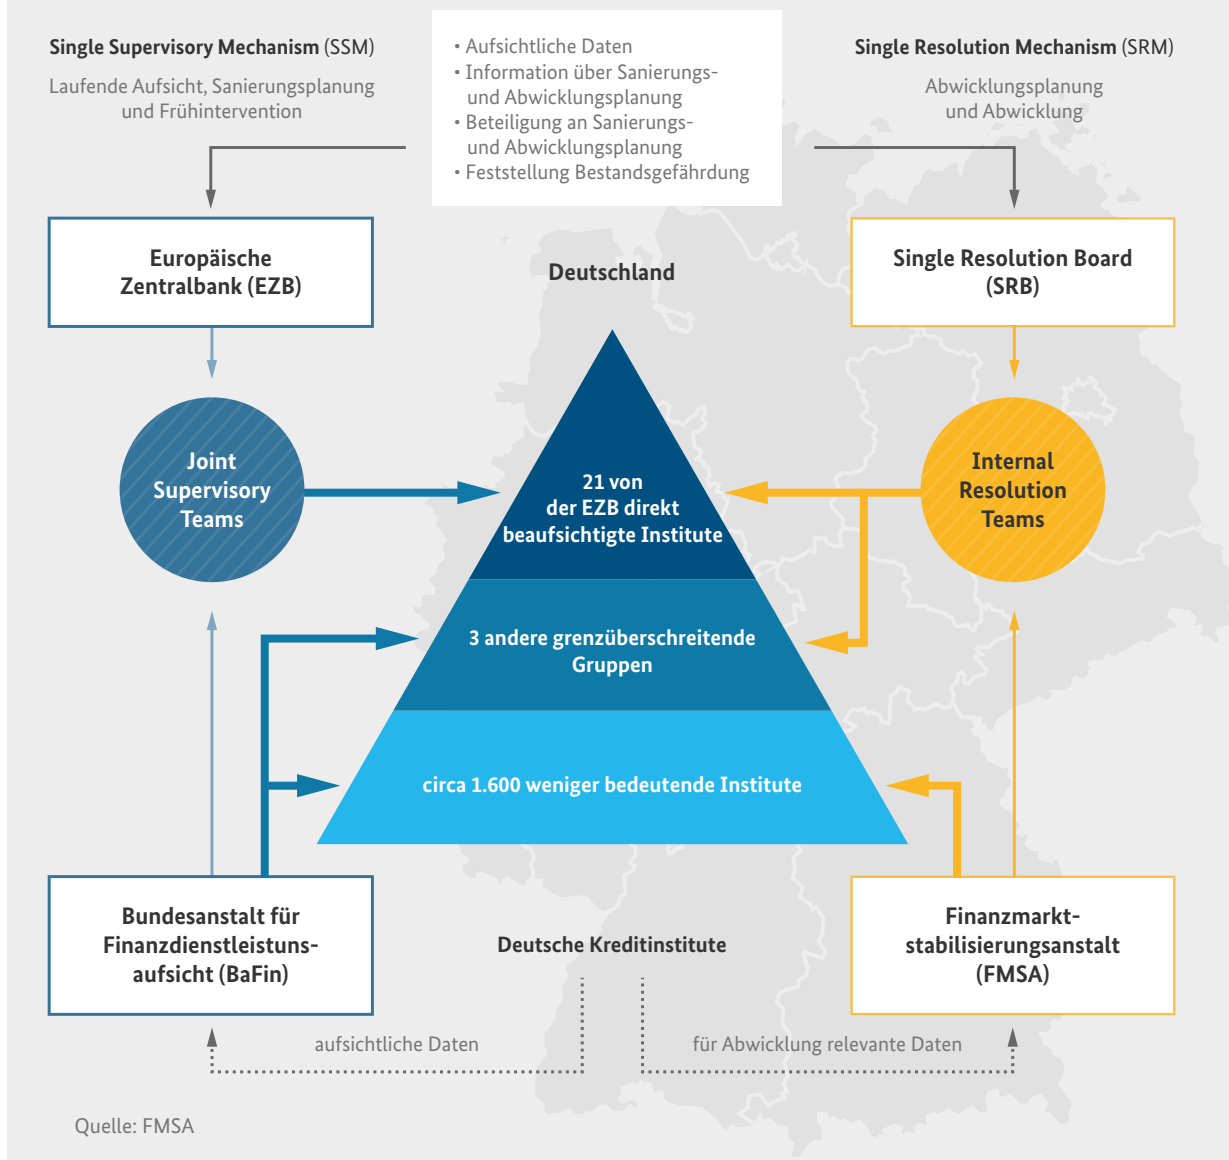 Single Supervisory Mechanism (SSM)
Laufende Aufsicht, Sanierungsplanung
und Frühintervention
• Aufsichtliche Daten
• Information über Sanierungs-
und Abwicklungsplanung
• Beteiligung an Sanierungs-
und Abwicklungsplanung
• Feststellung Bestandsgefährdung
Single Resolution Mechanism (SRM)
Abwicklungsplanung
und Abwicklung
Europäische
Zentralbank (EZB)
Deutschland
Single Resolution Board
(SRB)
Joint
Supervisory
Teams
21 von
der EZB direkt
beaufsichtigte Institute
Internal
Resolution
Teams
3 andere grenzüberschreitende
Gruppen
circa 1.600 weniger bedeutende Institute
Bundesanstalt für
Finanzdienstleistuns-
aufsicht (BaFin)
Deutsche Kreditinstitute
Finanzmarkt-
stabilisierungsanstalt
(FMSA)
aufsichtliche Daten
für Abwicklung relevante Daten
Quelle: FMSA